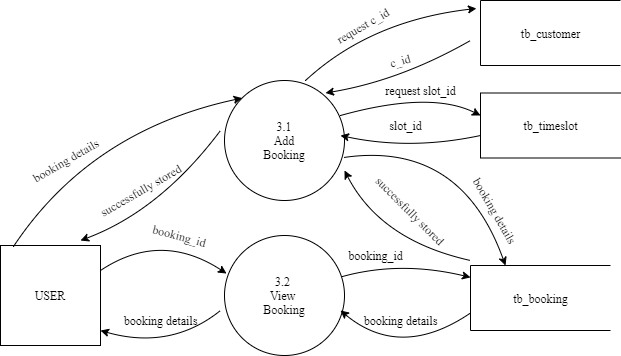 request c_id
tb_customer
c_id
request slot_id
slot_id
tb_timeslot
3.1
Add
Booking
booking details
successfully stored
successfully stored
booking details
USER
booking_id
booking details
3.2
View
Booking
booking_id
booking details
tb_booking